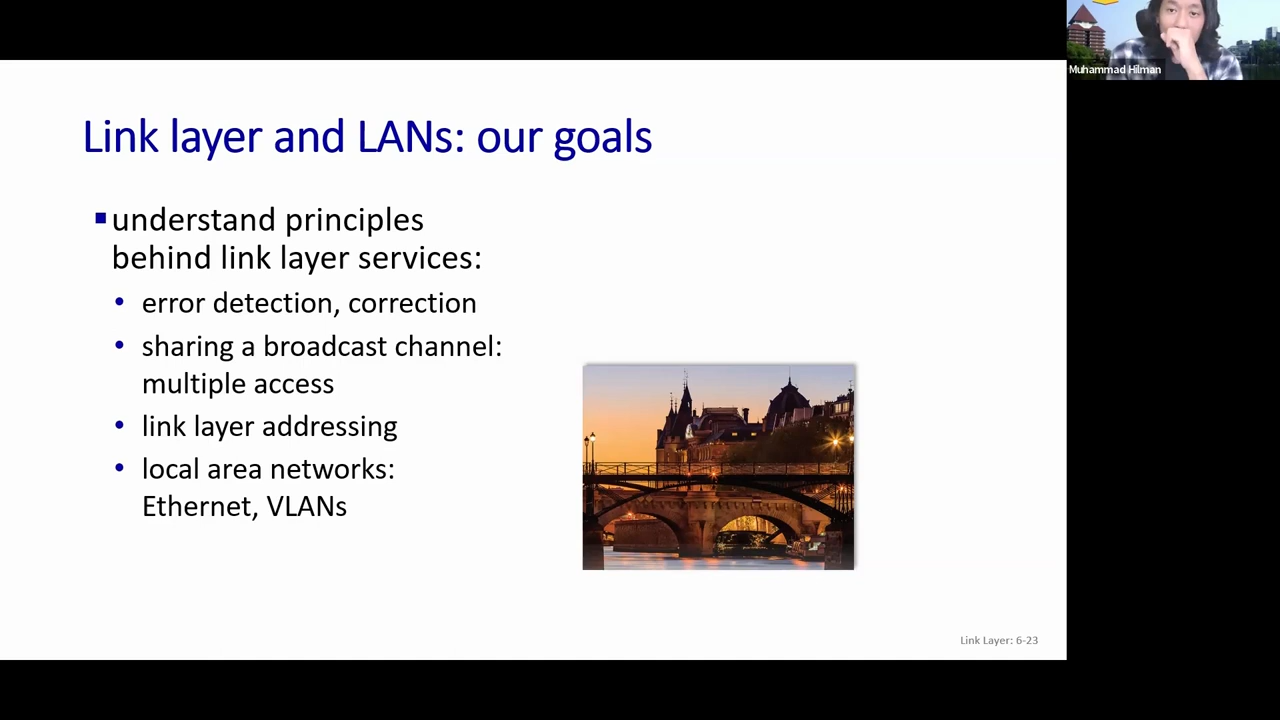 Muhammad Hilman
Link layer and LANs: our goals
understand principles
behind link layer services:
error detection, correction
sharing a broadcast channel:
multiple access
link layer addressing
local area networks:
Ethernet, VLANs
Link Layer: 6-23